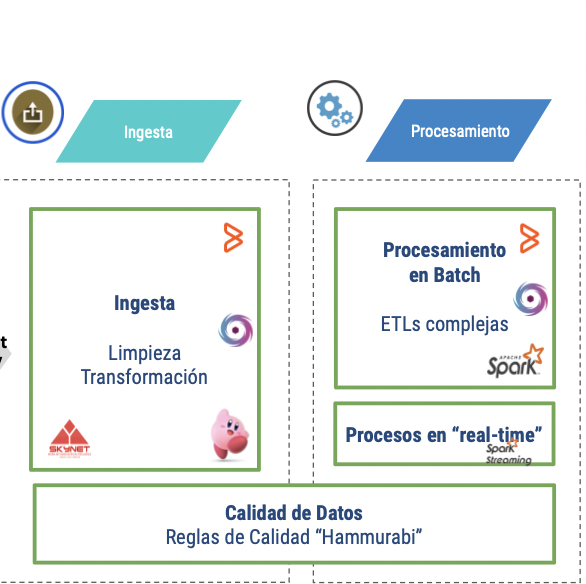 Ingesta
Procesamiento
Ingesta
Limpieza
Transformación
SKYNET
Procesamiento
en Batch
ETLs complejas
APACHE
Spark
Procesos en “real-time”
Spark
Streaming
Calidad de Datos
Reglas de Calidad “Hammurabi”